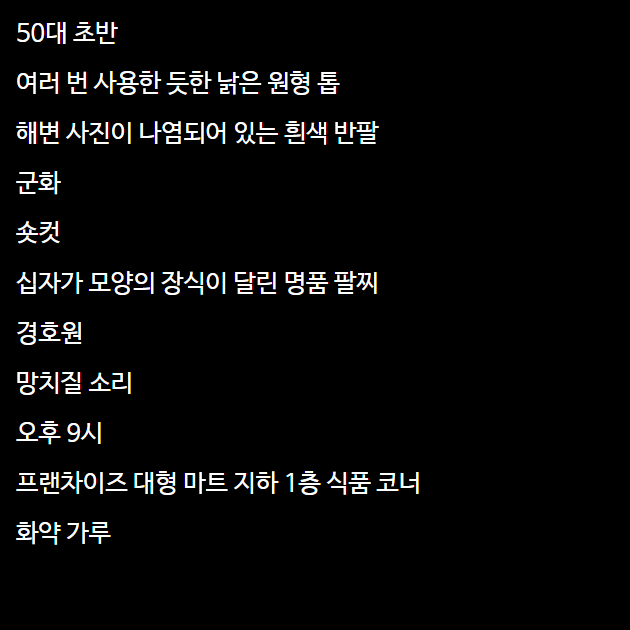 50대 초반
여러 번 사용한 듯한 낡은 원형 톱
해변 사진이 나염되어 있는 흰색 반팔
군화
숏컷
십자가 모양의 장식이 달린 명품 팔찌
경호원
망치질 소리
오후 9시
프랜차이즈 대형 마트 지하 1층 식품 코너
화약 가루